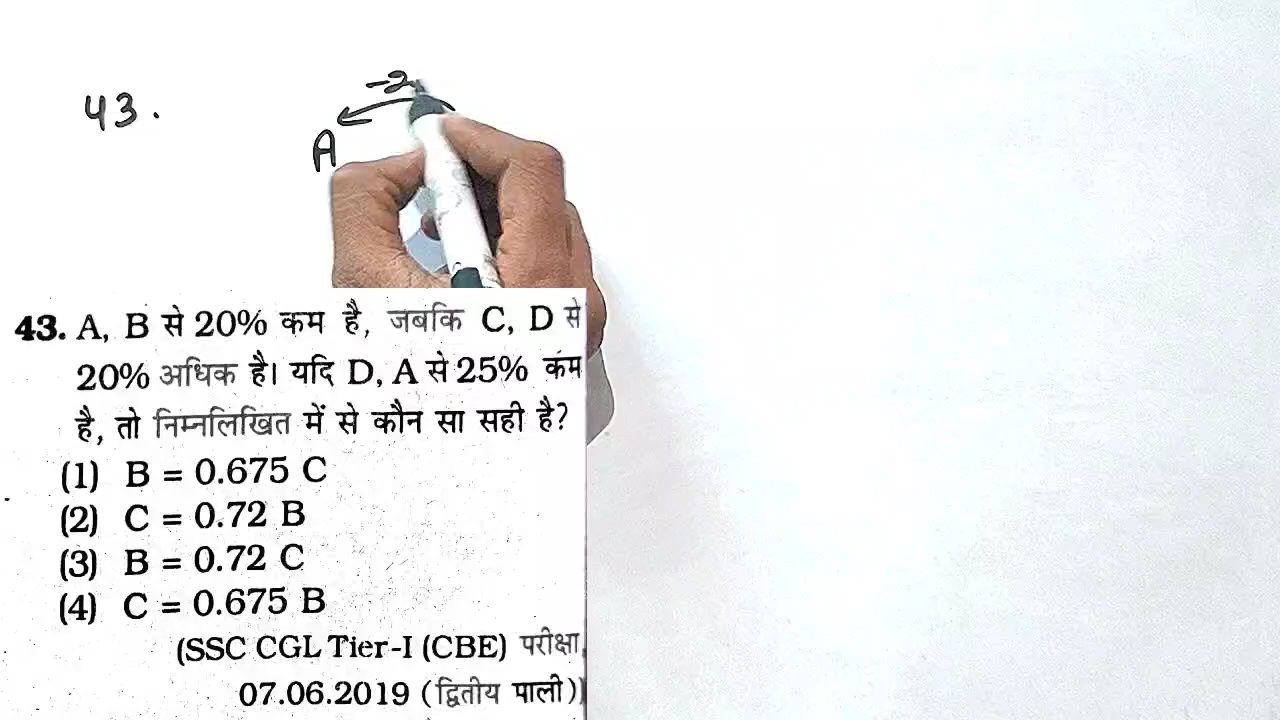 43.
-2
A
43. A, B से 20% कम है, जबकि C, D से
20% अधिक है। यदि D, A से 25% कम
है, तो निम्नलिखित में से कौन सा सही है?
(1) B = 0.675 C
(2) C = 0.72 B
(3) B = 0.72 C
(4) C = 0.675 B
(SSC CGL Tier-I (CBE) परीक्षा,
07.06.2019 (द्वितीय पाली))